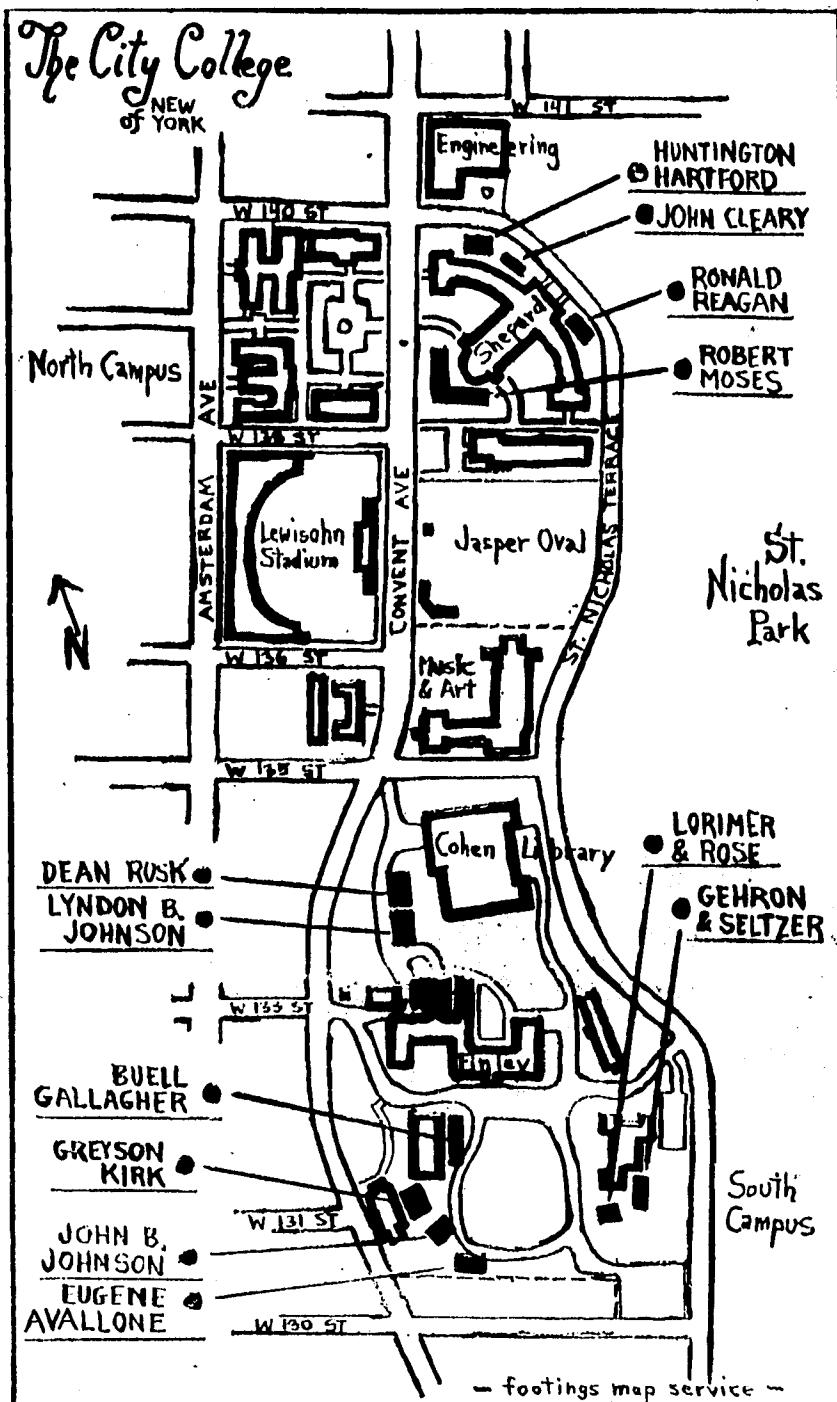 The City College
of NEW
YORK
W 141 ST
Engineering
HUNTINGTON
HARTFORD
JOHN CLEARY
W 140 ST
RONALD
REAGAN
Shepard
North Campus
ROBERT
MOSES
AVE
AMSTERDAM
W 138 ST
CONVENT AVE
ST. NICHOLAS TERRACE
Lewisohn
Stadium
Jasper Oval
St.
Nicholas
Park
N
W 136 ST
Music
& Art
W 135 ST
Cohen Library
LORIMER
& ROSE
DEAN RUSK
GEHRON
& SELTZER
LYNDON B.
JOHNSON
W 133 ST
Finley
BUELL
GALLAGHER
GREYSON
KIRK
South
Campus
W 131 ST
JOHN B.
JOHNSON
EUGENE
AVALLONE
W 130 ST
- footings map service -